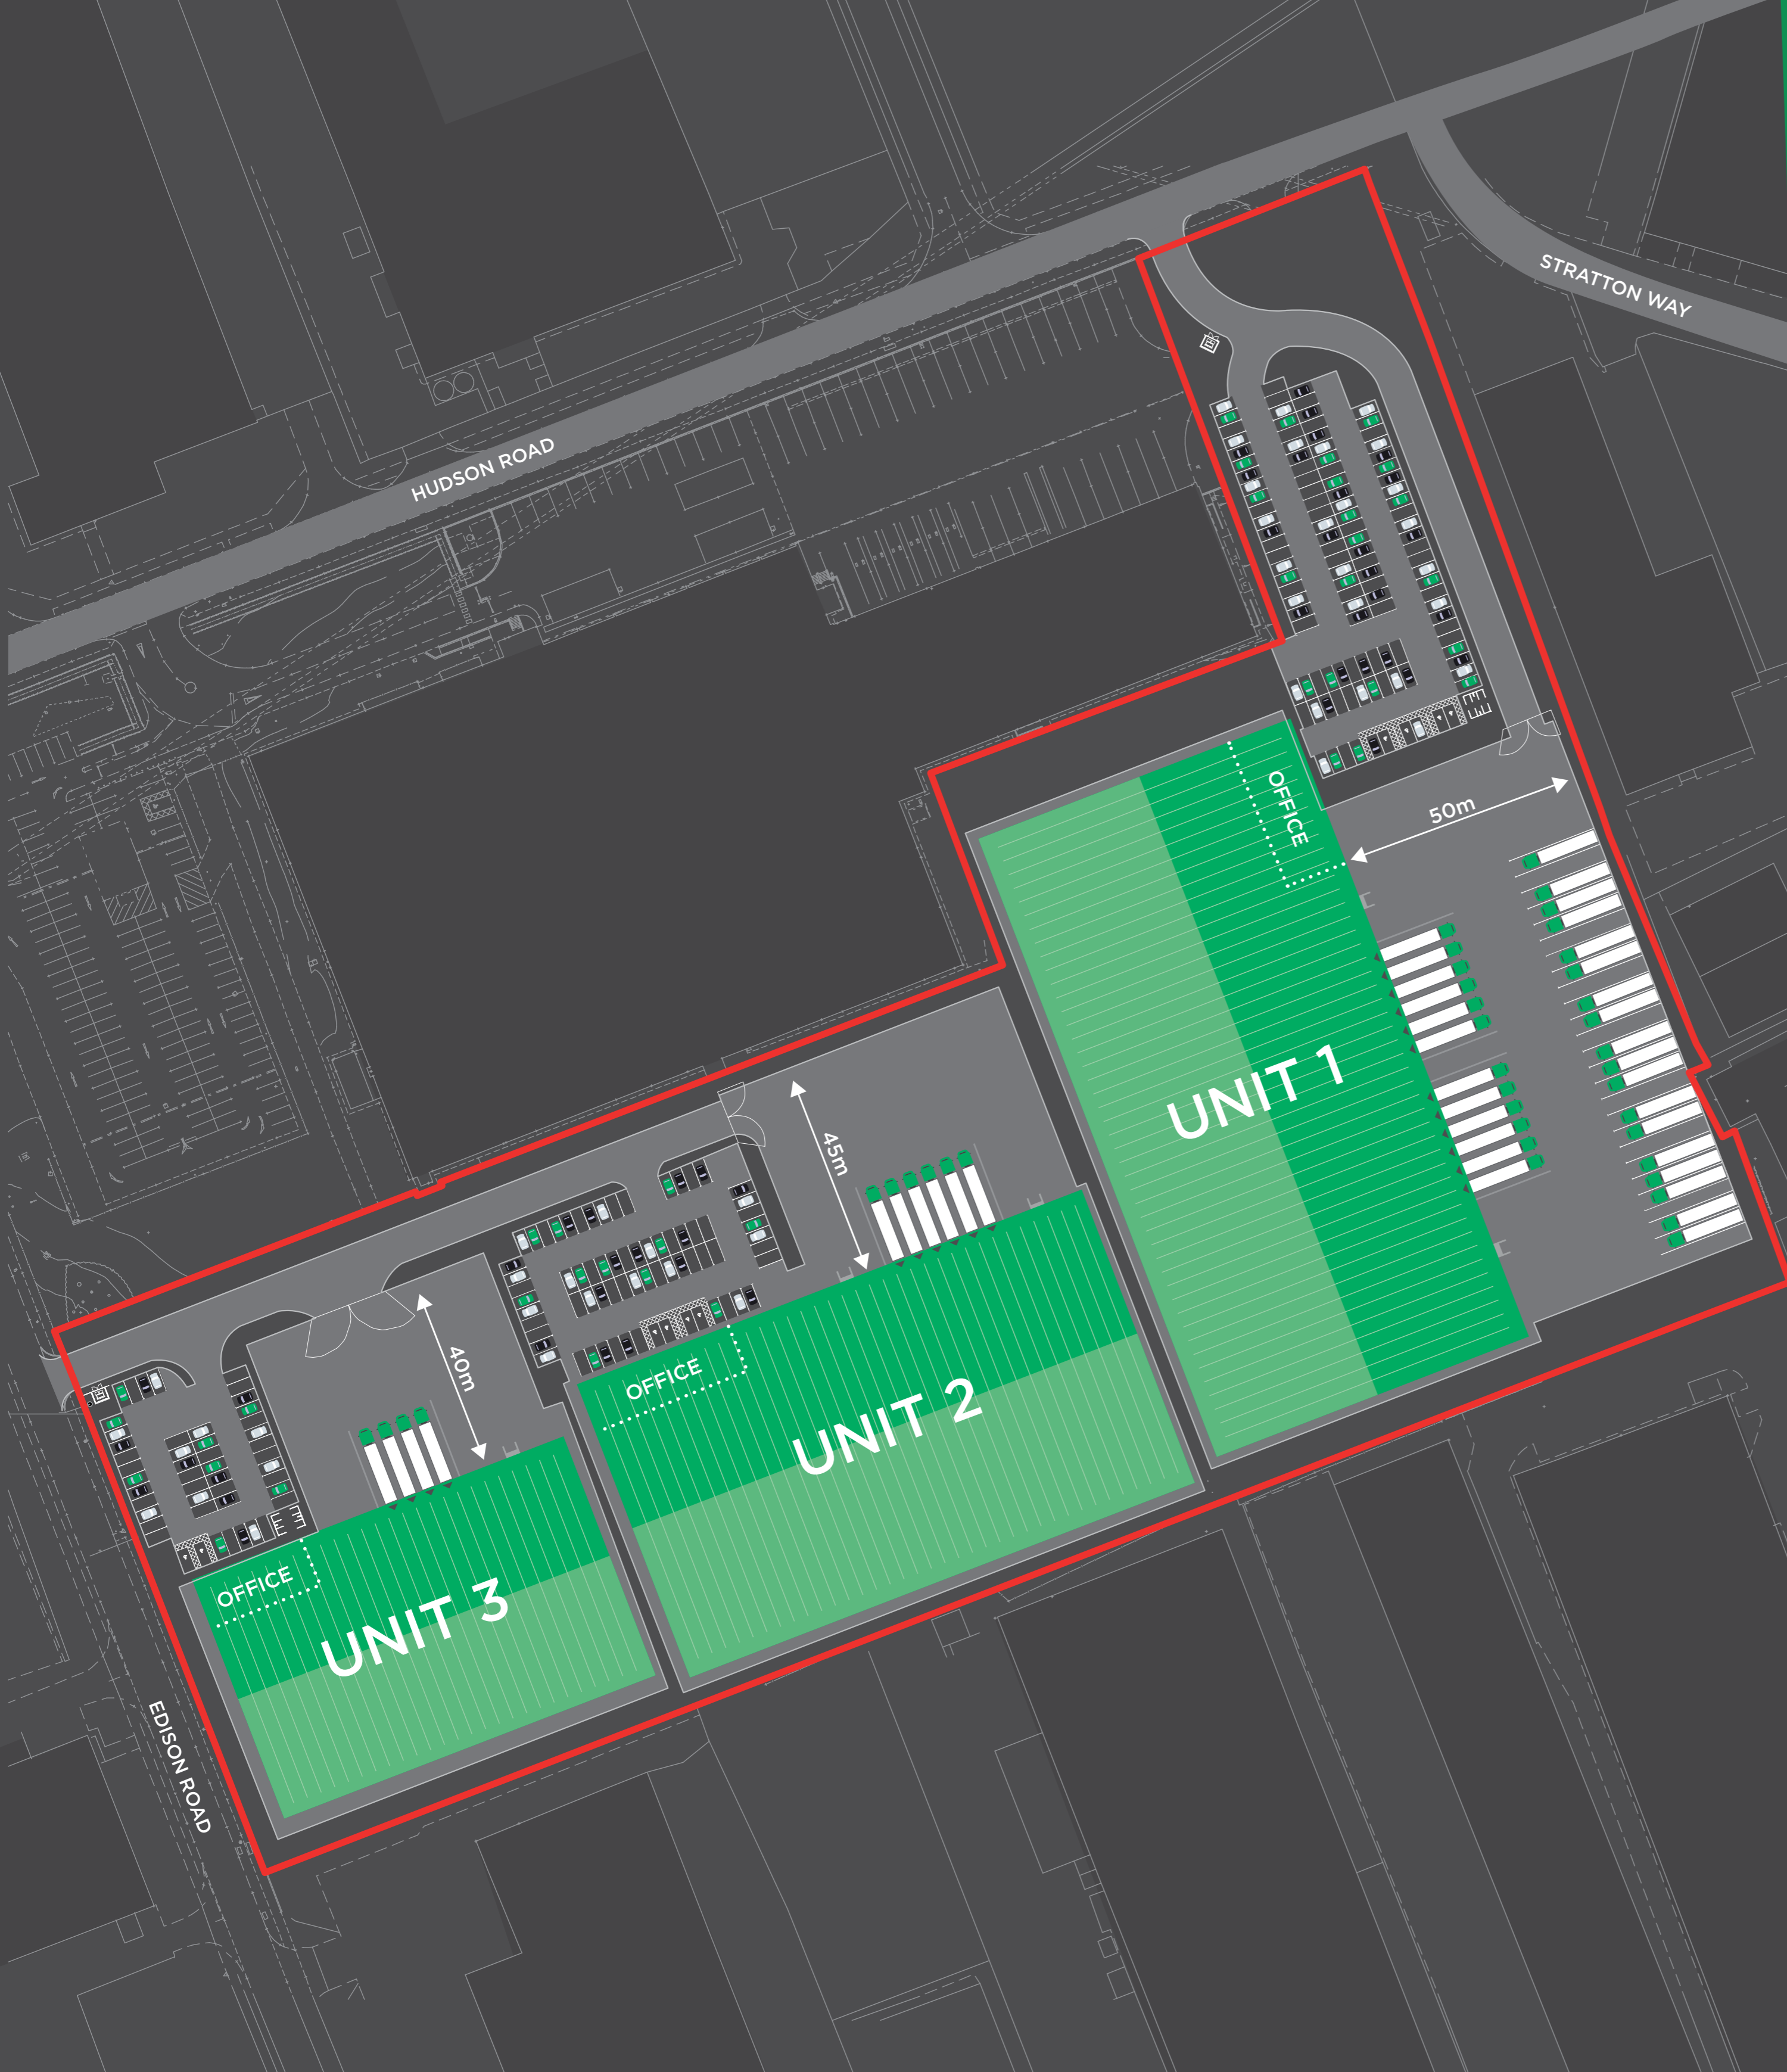 STRATTON WAY
HUDSON ROAD
OFFICE
50m
UNIT 1
45m
40m
OFFICE
UNIT 2
OFFICE
UNIT 3
EDISON ROAD